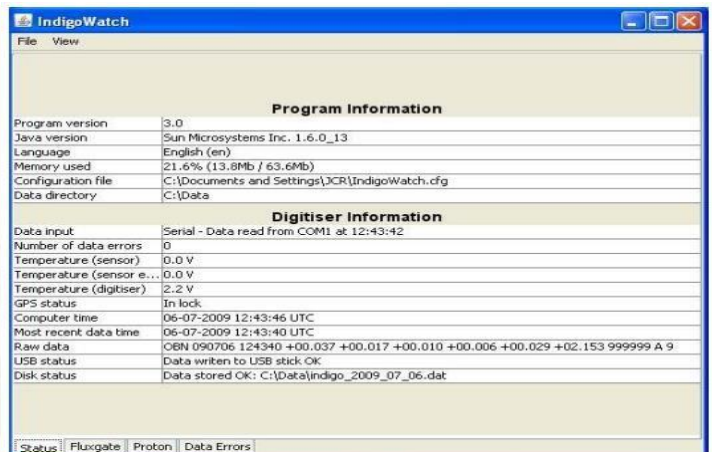 IndigoWatch
File View
Program Information
Program version 3.0
Java version Sun Microsystems Inc. 1.6.0_13
Language English (en)
Memory used 21.6% (13.8Mb / 63.6Mb)
Configuration file C:\Documents and Settings\JCR\IndigoWatch.cfg
Data directory C:\Data
Digitiser Information
Data input Serial - Data read from COM1 at 12:43:42
Number of data errors 0
Temperature (sensor) 0.0 V
Temperature (sensor e... 0.0 V
Temperature (digitiser) 2.2 V
GPS status In lock
Computer time 06-07-2009 12:43:46 UTC
Most recent data time 06-07-2009 12:43:40 UTC
Raw data OBN 090706 124340 +00.037 +00.017 +00.010 +00.006 +00.029 +02.153 999999 A 9
USB status Data writen to USB stick OK
Disk status Data stored OK: C:\Data\indigo_2009_07_06.dat
Status Fluxgate Proton Data Errors